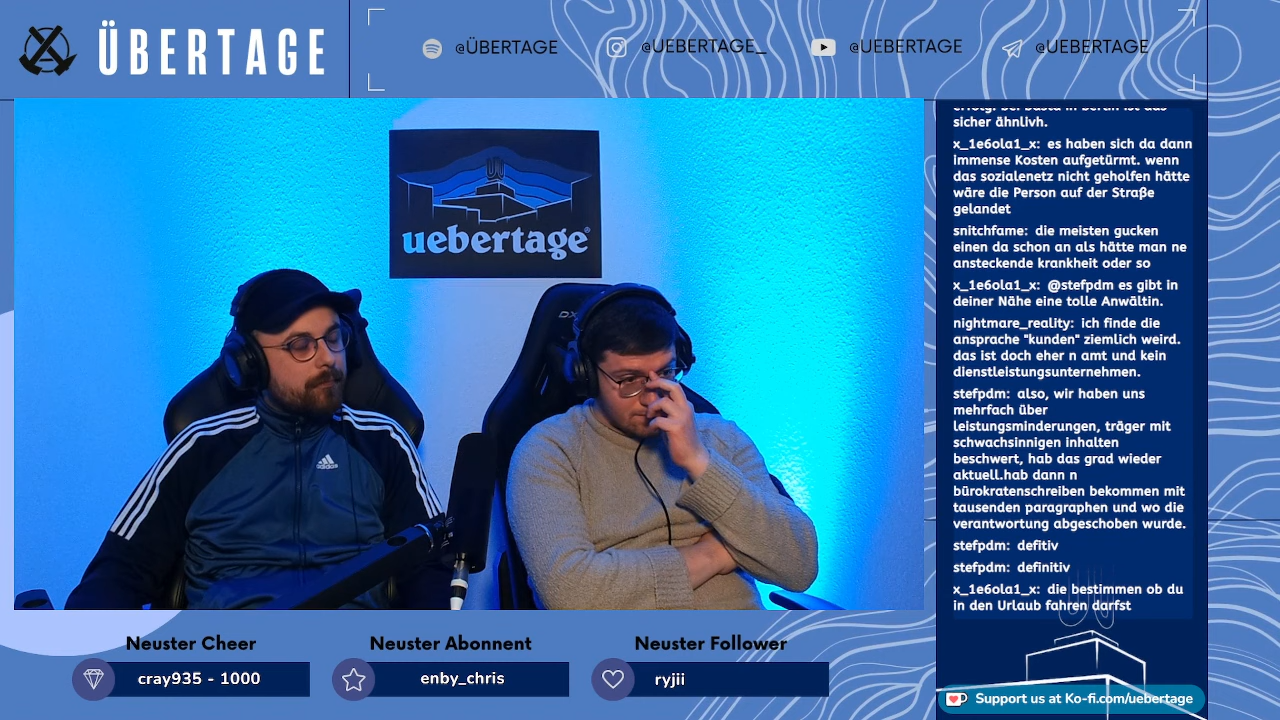 ÜBERTAGE
@ÜBERTAGE
@UEBERTAGE_
@UEBERTAGE
@UEBERTAGE
uebertage
adidas
sicher ähnlivh.
x_1e6ola1_x: es haben sich da dann
immense Kosten aufgetürmt. wenn
das sozialenetz nicht geholfen hätte
wäre die Person auf der Straße
gelandet
snitchfame: die meisten gucken
einen da schon an als hätte man ne
ansteckende krankheit oder so
x_1e6ola1_x: @stefpdm es gibt in
deiner Nähe eine tolle Anwältin.
nightmare_reality: ich finde die
ansprache "kunden" ziemlich weird.
das ist doch eher n amt und kein
dienstleistungsunternehmen.
stefpdm: also, wir haben uns
mehrfach über
leistungsminderungen, träger mit
schwachsinnigen inhalten
beschwert, hab das grad wieder
aktuell.hab dann n
bürokratenschreiben bekommen mit
tausenden paragraphen und wo die
verantwortung abgeschoben wurde.
stefpdm: defitiv
stefpdm: definitiv
x_1e6ola1_x: die bestimmen ob du
in den Urlaub fahren darfst
Neuster Cheer
cray935 - 1000
Neuster Abonnent
enby_chris
Neuster Follower
ryjii
Support us at Ko-fi.com/uebertage